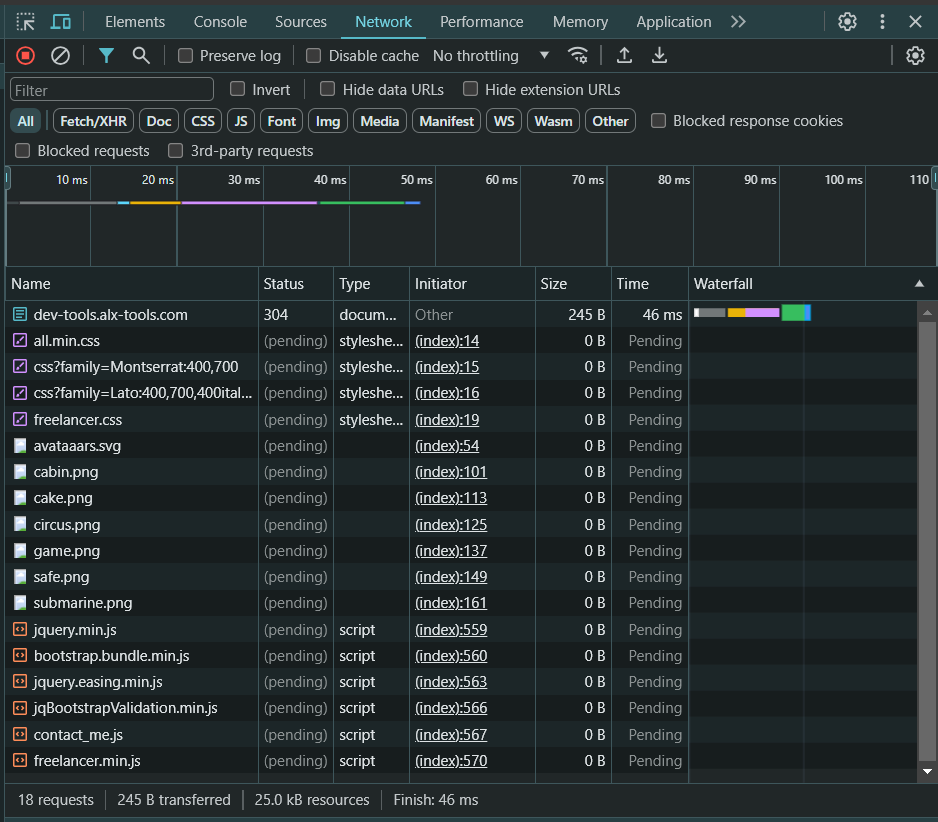 Elements Console Sources Network Performance Memory Application
Preserve log Disable cache No throttling
Filter Invert Hide data URLs Hide extension URLs
All Fetch/XHR Doc CSS JS Font Img Media Manifest WS Wasm Other Blocked response cookies
Blocked requests 3rd-party requests
10 ms 20 ms 30 ms 40 ms 50 ms 60 ms 70 ms 80 ms 90 ms 100 ms 110
Name Status Type Initiator Size Time Waterfall
dev-tools.alx-tools.com 304 docum... Other 245 B 46 ms
all.min.css (pending) styleshe... (index):14 0 B Pending
css?family=Montserrat:400,700 (pending) styleshe... (index):15 0 B Pending
css?family=Lato:400,700,400ital... (pending) styleshe... (index):16 0 B Pending
freelancer.css (pending) styleshe... (index):19 0 B Pending
avataaars.svg (pending) (index):54 0 B Pending
cabin.png (pending) (index):101 0 B Pending
cake.png (pending) (index):113 0 B Pending
circus.png (pending) (index):125 0 B Pending
game.png (pending) (index):137 0 B Pending
safe.png (pending) (index):149 0 B Pending
submarine.png (pending) (index):161 0 B Pending
jquery.min.js (pending) script (index):559 0 B Pending
bootstrap.bundle.min.js (pending) script (index):560 0 B Pending
jquery.easing.min.js (pending) script (index):563 0 B Pending
jqBootstrapValidation.min.js (pending) script (index):566 0 B Pending
contact_me.js (pending) script (index):567 0 B Pending
freelancer.min.js (pending) script (index):570 0 B Pending
18 requests 245 B transferred 25.0 kB resources Finish: 46 ms